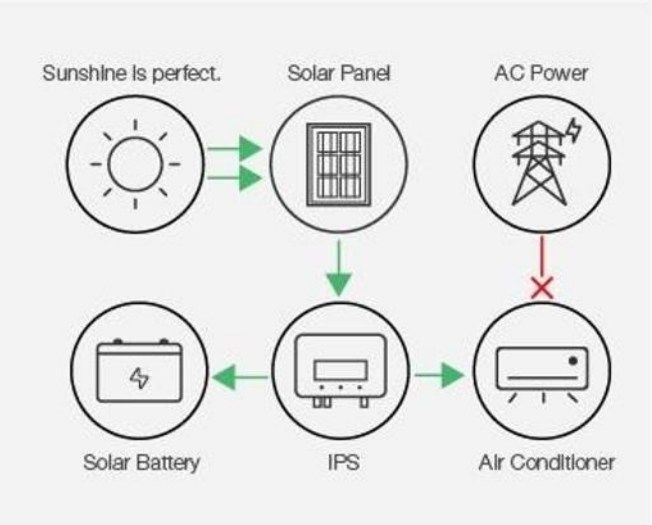 Sunshine is perfect.
Solar Panel
AC Power
Solar Battery
IPS
Air Conditioner